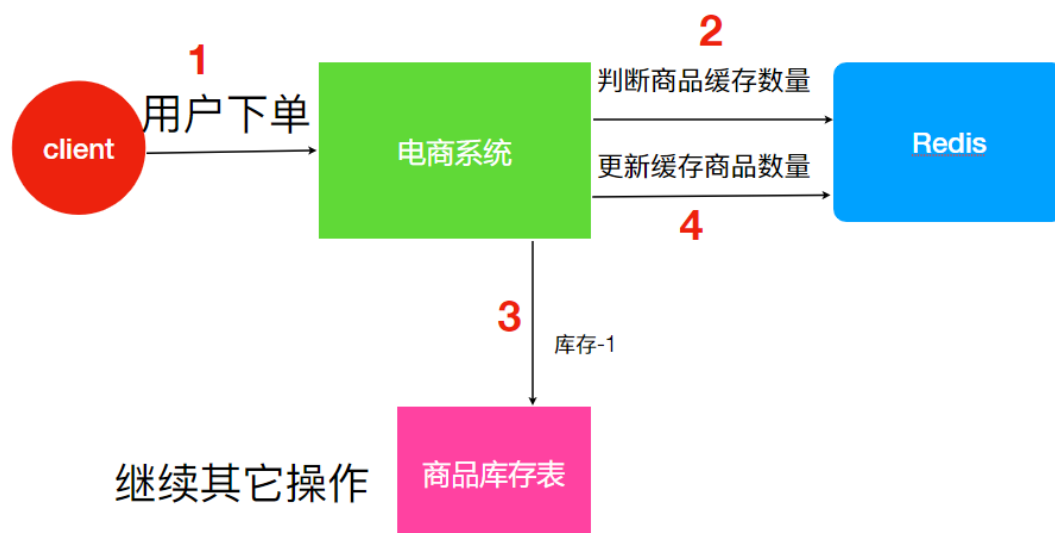 1
用户下单
client
电商系统
2
判断商品缓存数量
更新缓存商品数量
4
Redis
3
库存-1
商品库存表
继续其它操作